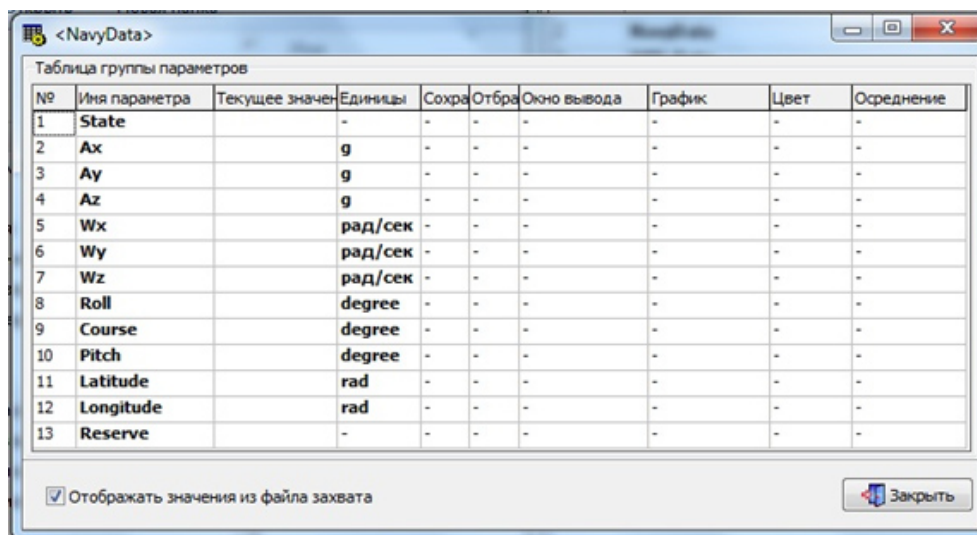 <NavyData>
Таблица группы параметров
№ Имя параметра Текущее значен Единицы Сохра Отбра Окно вывода График Цвет Осреднение
1 State - - - - - - -
2 Ax g - - - - - -
3 Ay g - - - - - -
4 Az g - - - - - -
5 Wx рад/сек - - - - - -
6 Wy рад/сек - - - - - -
7 Wz рад/сек - - - - - -
8 Roll degree - - - - - -
9 Course degree - - - - - -
10 Pitch degree - - - - - -
11 Latitude rad - - - - - -
12 Longitude rad - - - - - -
13 Reserve - - - - - - -
Отображать значения из файла захвата
Закрыть